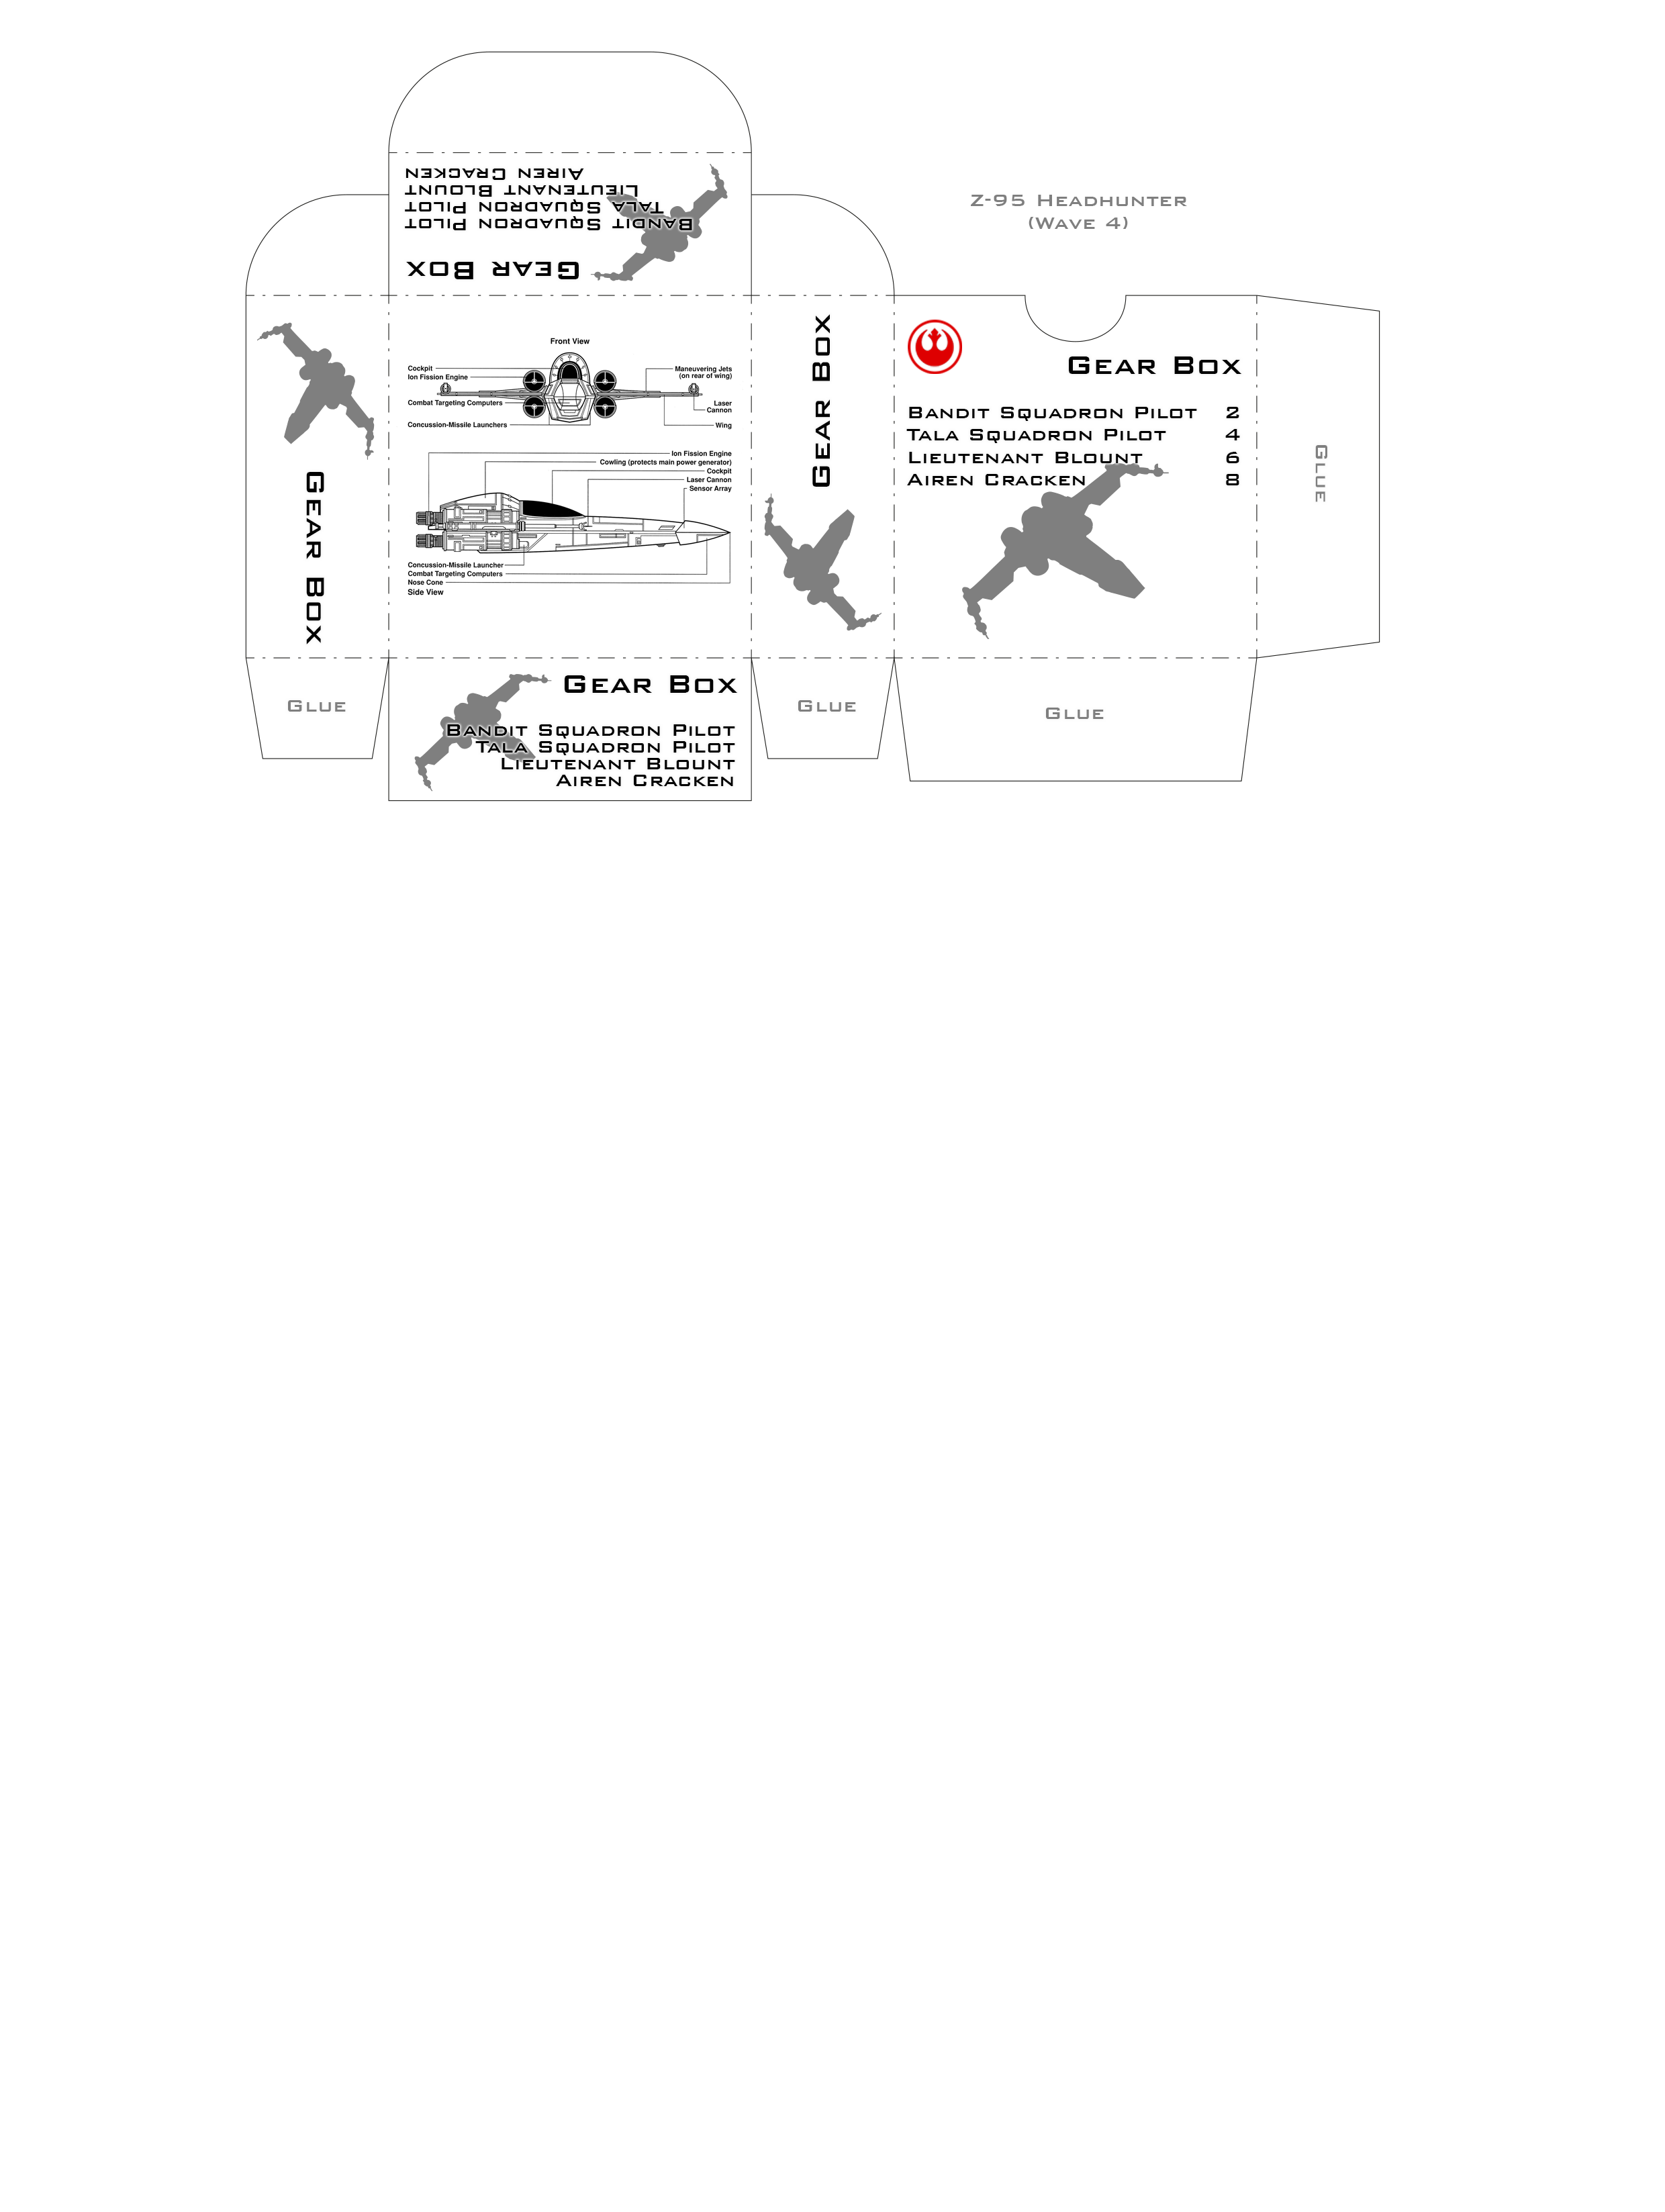 Airen Cracken
Lieutenant Blount
Tala Squadron Pilot
Bandit Squadron Pilot
Gear Box
Z-95 Headhunter
(Wave 4)
Gear Box
Front View
Cockpit
Ion Fission Engine
Combat Targeting Computers
Concussion-Missile Launchers
Maneuvering Jets
(on rear of wing)
Laser
Cannon
Wing
Ion Fission Engine
Cowling (protects main power generator)
Cockpit
Laser Cannon
Sensor Array
Concussion-Missile Launcher
Combat Targeting Computers
Nose Cone
Side View
Gear Box
Gear Box
Bandit Squadron Pilot 2
Tala Squadron Pilot 4
Lieutenant Blount 6
Airen Cracken 8
Glue
Glue
Gear Box
Bandit Squadron Pilot
Tala Squadron Pilot
Lieutenant Blount
Airen Cracken
Glue
Glue